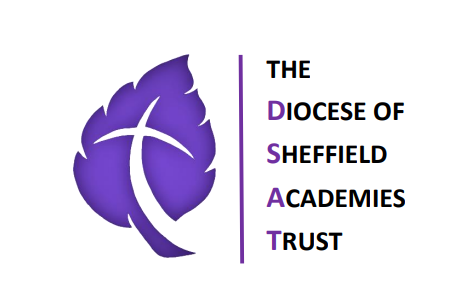 THE
DIOCESE OF
SHEFFIELD
ACADEMIES
TRUST